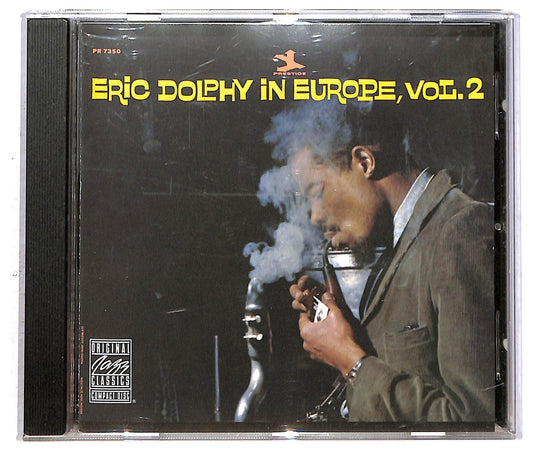 PR 7350
PRESTIGE
ERIC DOLPHY IN EUROPE, VOL. 2
ORIGINAL
Jazz
CLASSICS
COMPACT DISC